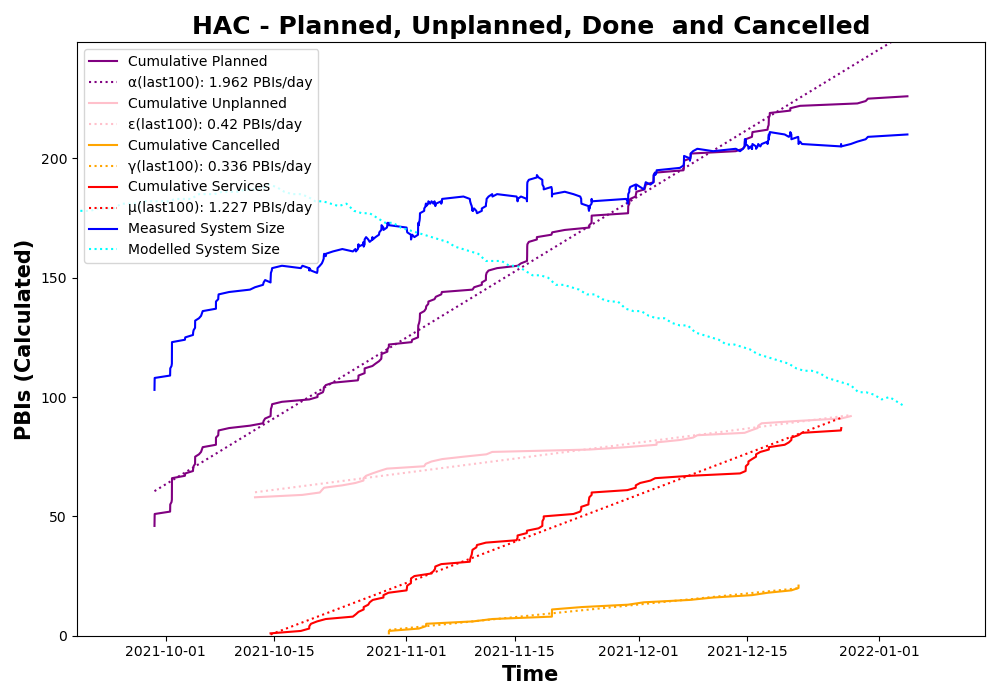 HAC - Planned, Unplanned, Done  and Cancelled
Cumulative Planned
α(last100): 1.962 PBIs/day
Cumulative Unplanned
ε(last100): 0.42 PBIs/day
Cumulative Cancelled
γ(last100): 0.336 PBIs/day
Cumulative Services
μ(last100): 1.227 PBIs/day
Measured System Size
Modelled System Size
PBIs (Calculated)
200
150
100
50
0
2021-10-01 2021-10-15 2021-11-01 2021-11-15 2021-12-01 2021-12-15 2022-01-01
Time